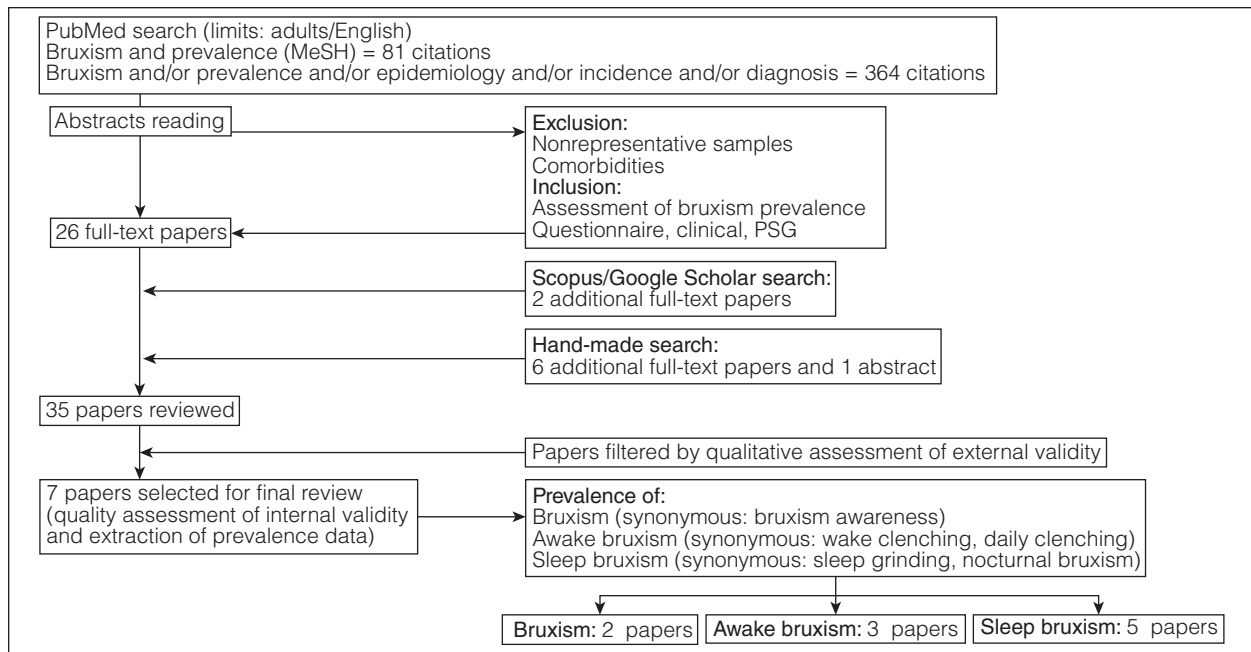 PubMed search (limits: adults/English)
Bruxism and prevalence (MeSH) = 81 citations
Bruxism and/or prevalence and/or epidemiology and/or incidence and/or diagnosis = 364 citations
Abstracts reading
Exclusion:
Nonrepresentative samples
Comorbidities
Inclusion:
Assessment of bruxism prevalence
Questionnaire, clinical, PSG
26 full-text papers
Scopus/Google Scholar search:
2 additional full-text papers
Hand-made search:
6 additional full-text papers and 1 abstract
35 papers reviewed
Papers filtered by qualitative assessment of external validity
7 papers selected for final review
(quality assessment of internal validity
and extraction of prevalence data)
Prevalence of:
Bruxism (synonymous: bruxism awareness)
Awake bruxism (synonymous: wake clenching, daily clenching)
Sleep bruxism (synonymous: sleep grinding, nocturnal bruxism)
Bruxism: 2 papers
Awake bruxism: 3 papers
Sleep bruxism: 5 papers